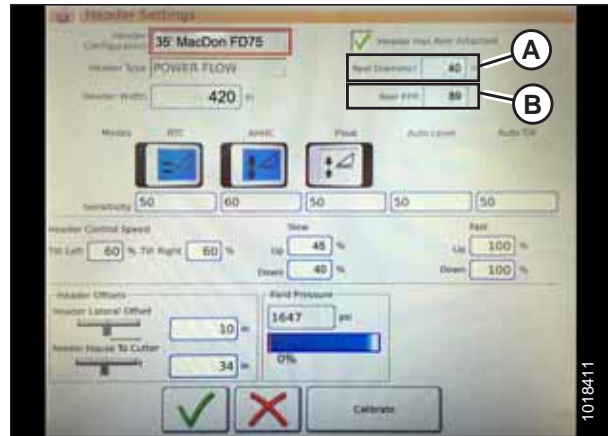 Header Settings
Header Configuration 35' MacDon FD75
Header Has Reel Attached
A
Header Type POWER FLOW
Reel Diameter 40 in
Header Width 420 in
Reel PPR 89
B
Modes RTC AHHC Float Auto Level Auto Tilt
Sensitivity 50 60 50 50 50
Header Control Speed Slow Fast
Tilt Left 60 % Tilt Right 60 % Up 45 % Up 100 %
Down 40 % Down 100 %
Header Offsets Field Pressure
Header Lateral Offset
10 in 1647 psi
Header House To Cutter
34 in 0%
Calibrate
1018411